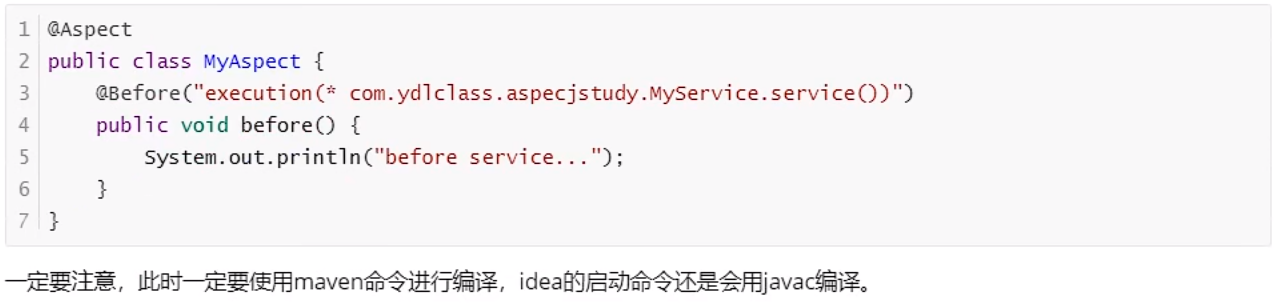 1 @Aspect
2 public class MyAspect {
3     @Before("execution(* com.ydlclass.aspecjstudy.MyService.service())")
4     public void before() {
5         System.out.println("before service...");
6     }
7 }
一定要注意，此时一定要使用maven命令进行编译，idea的启动命令还是会用javac编译。